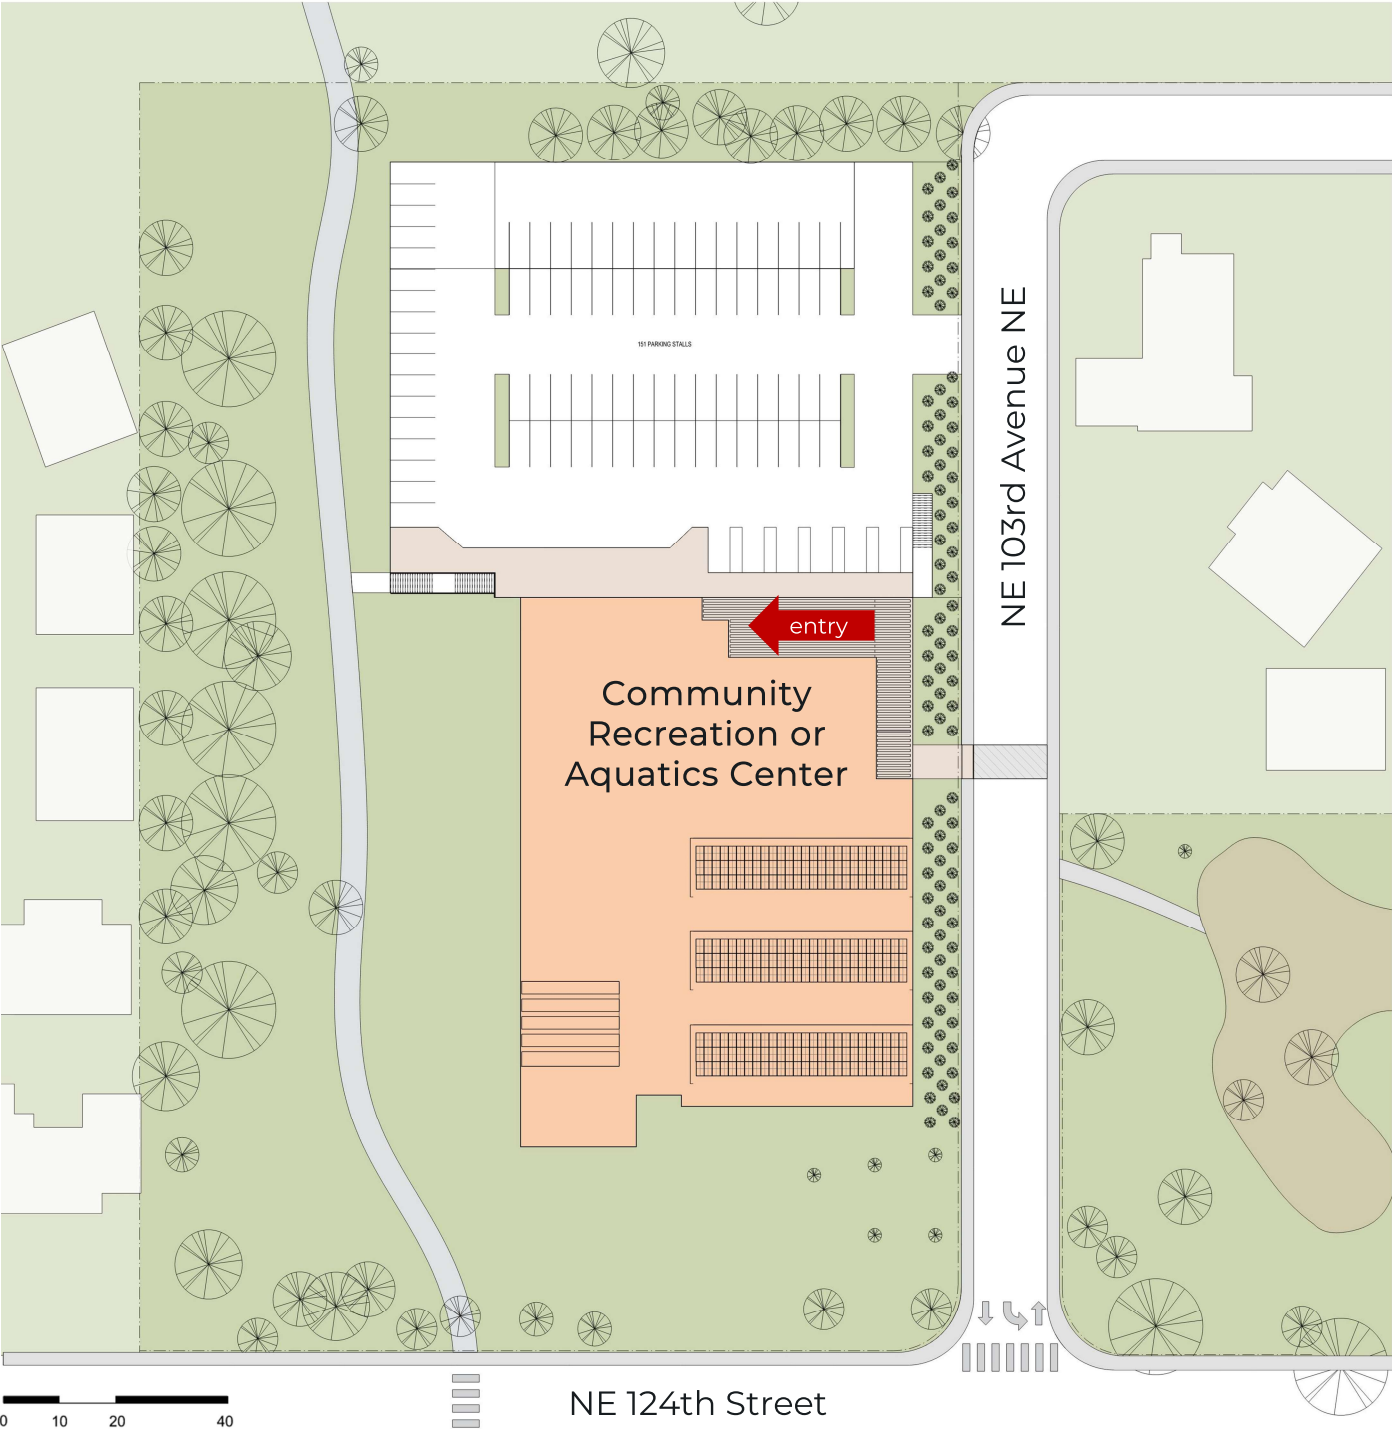 151 PARKING STALLS
NE 103rd Avenue NE
entry
Community
Recreation or
Aquatics Center
NE 124th Street
0 10 20 40